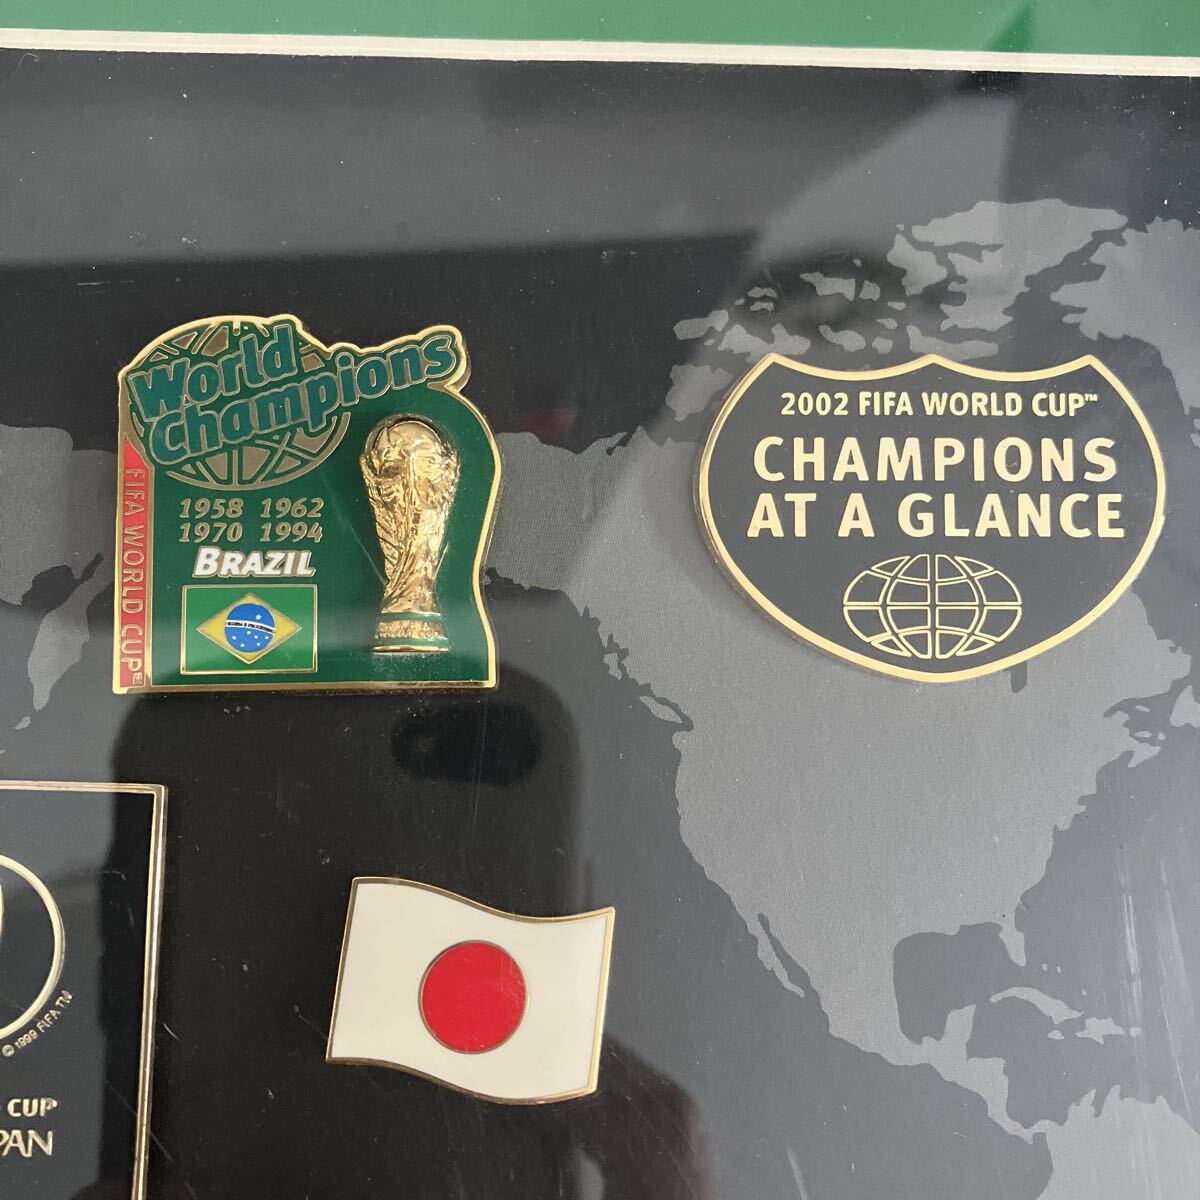 World
Champions
1958 1962
1970 1994
BRAZIL
FIFA WORLD CUP
2002 FIFA WORLD CUP™
CHAMPIONS
AT A GLANCE
© 1999 FIFA TM
CUP
PAN